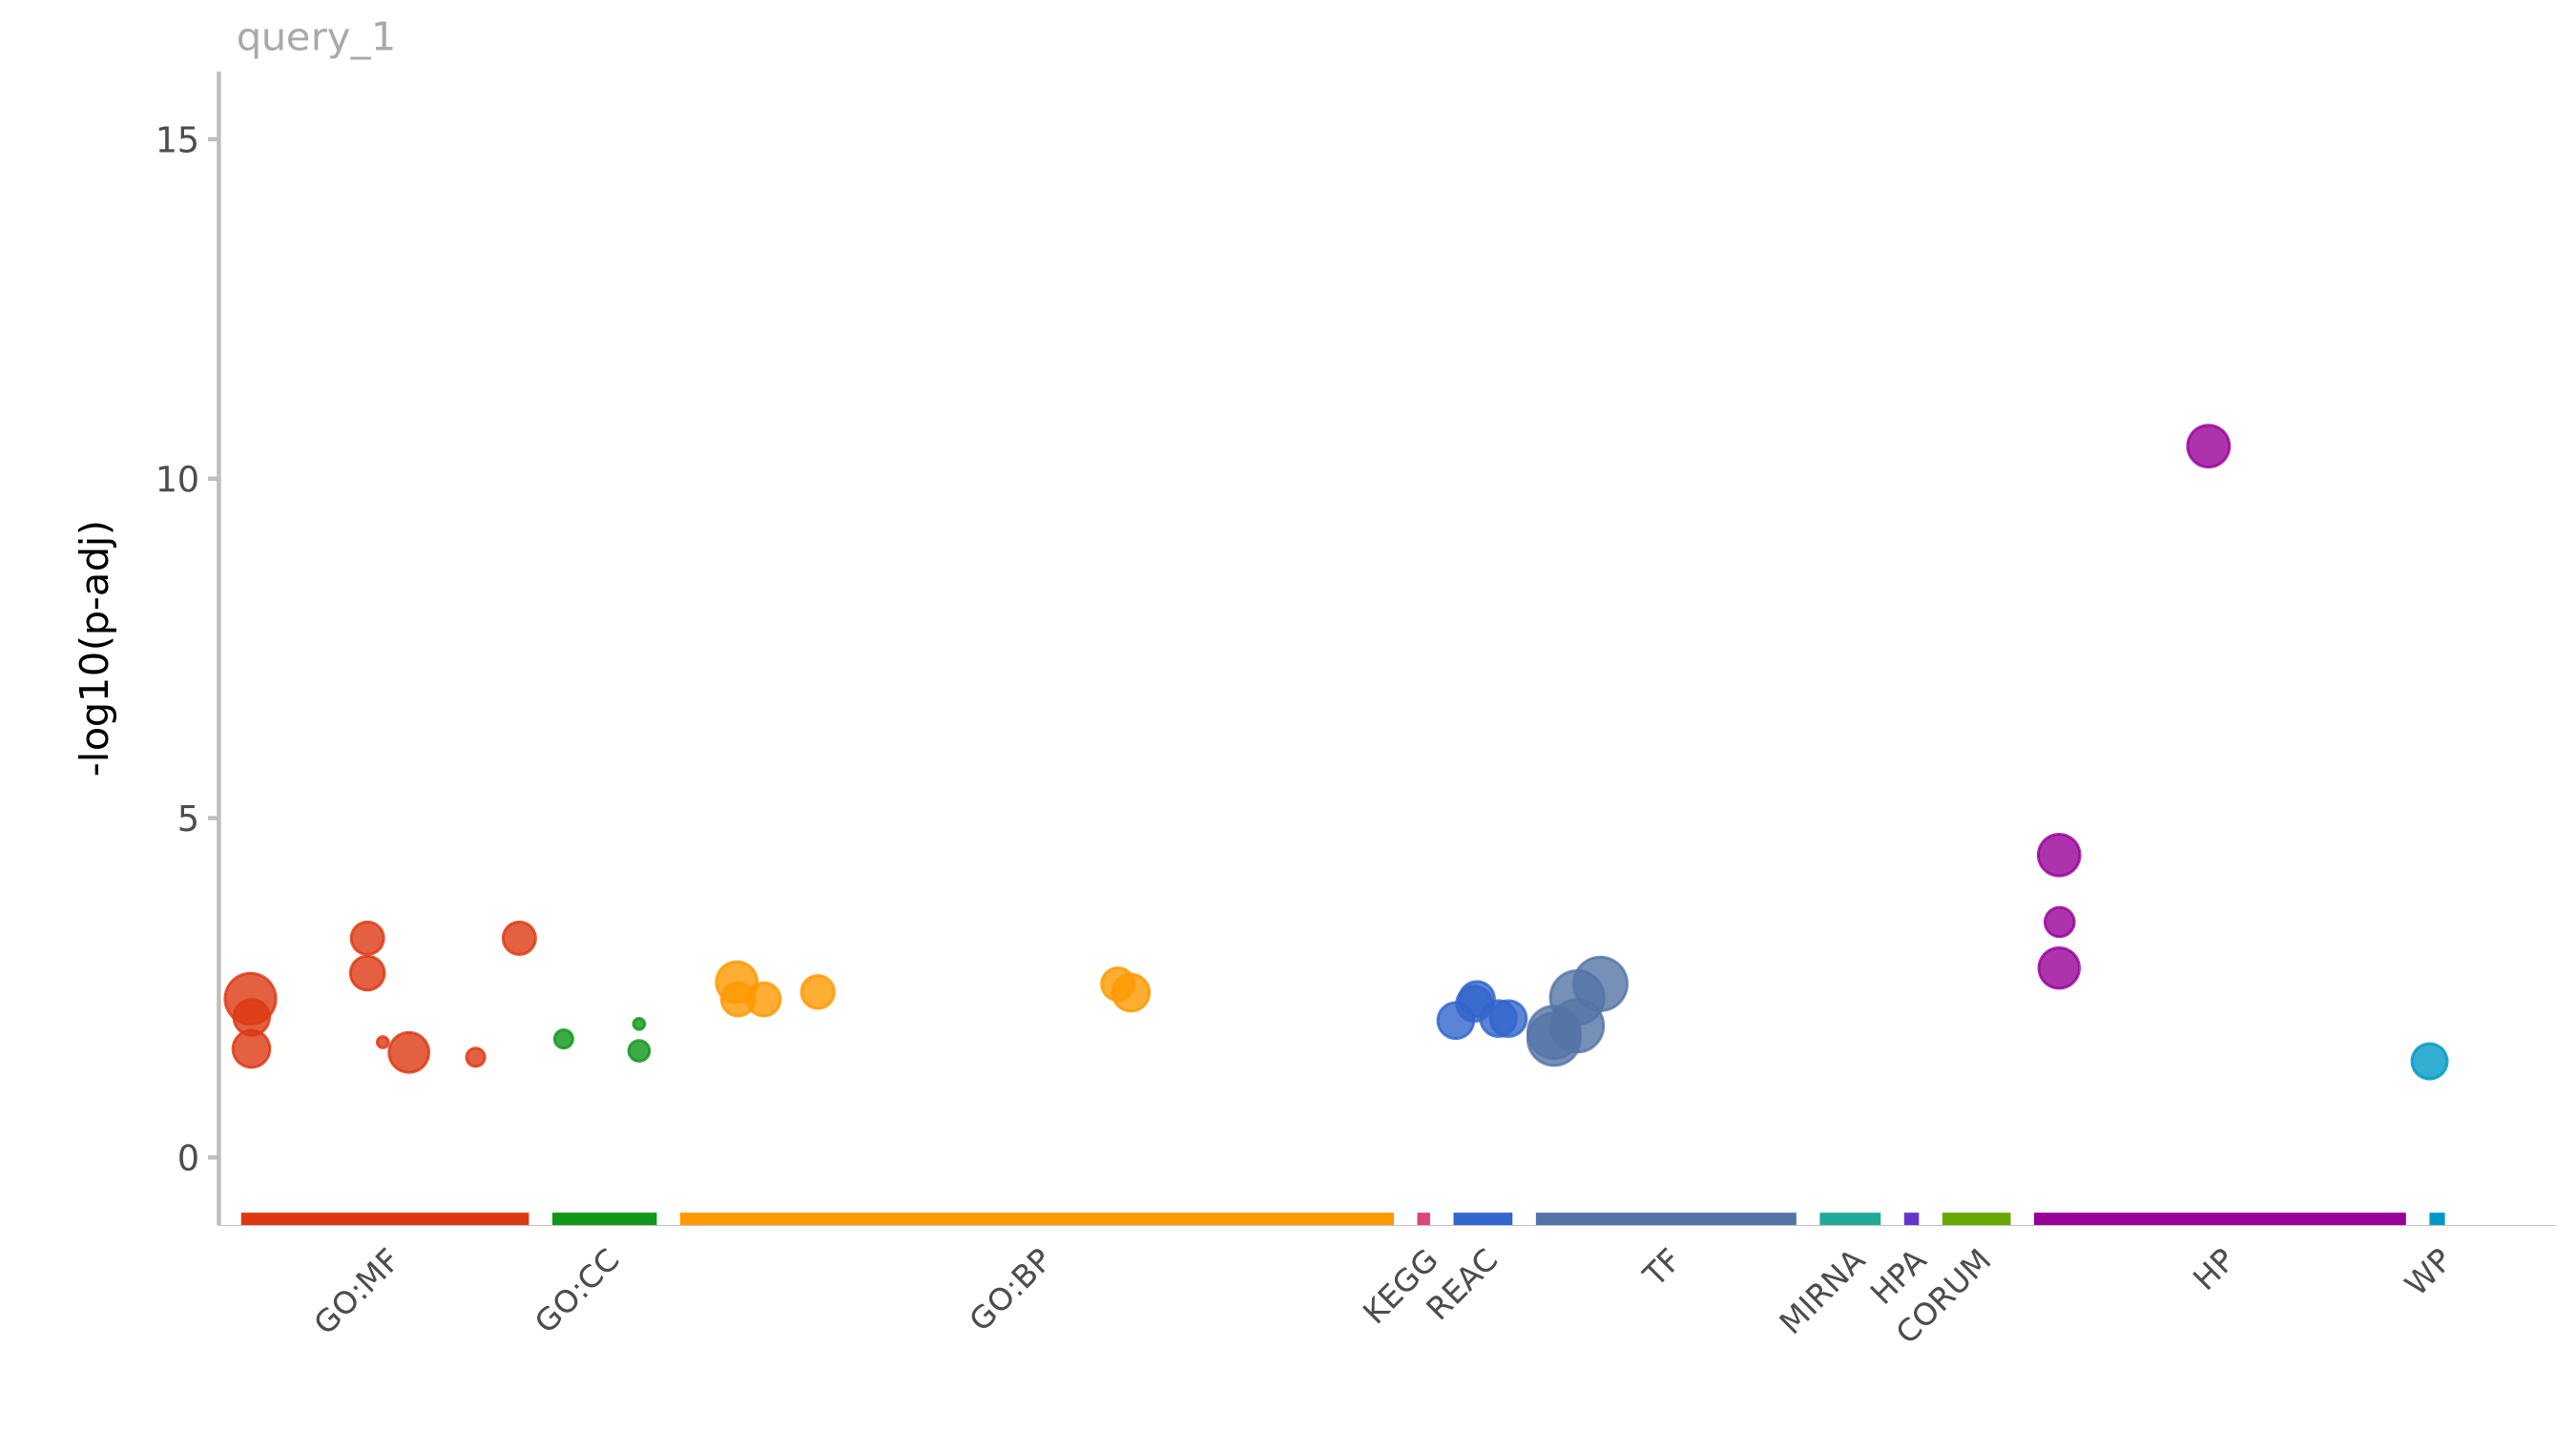 query_1
15
10
5
0
-log10(p-adj)
GO:MF
GO:CC
GO:BP
KEGG
REAC
TF
MIRNA
HPA
CORUM
HP
WP